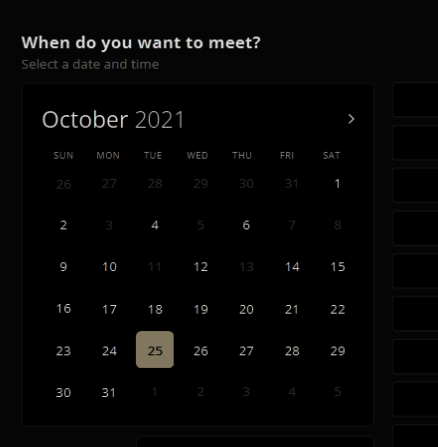 When do you want to meet?
Select a date and time
October 2021
SUN MON TUE WED THU FRI SAT
26 27 28 29 30 31 1
2 3 4 5 6 7 8
9 10 11 12 13 14 15
16 17 18 19 20 21 22
23 24 25 26 27 28 29
30 31 1 2 3 4 5